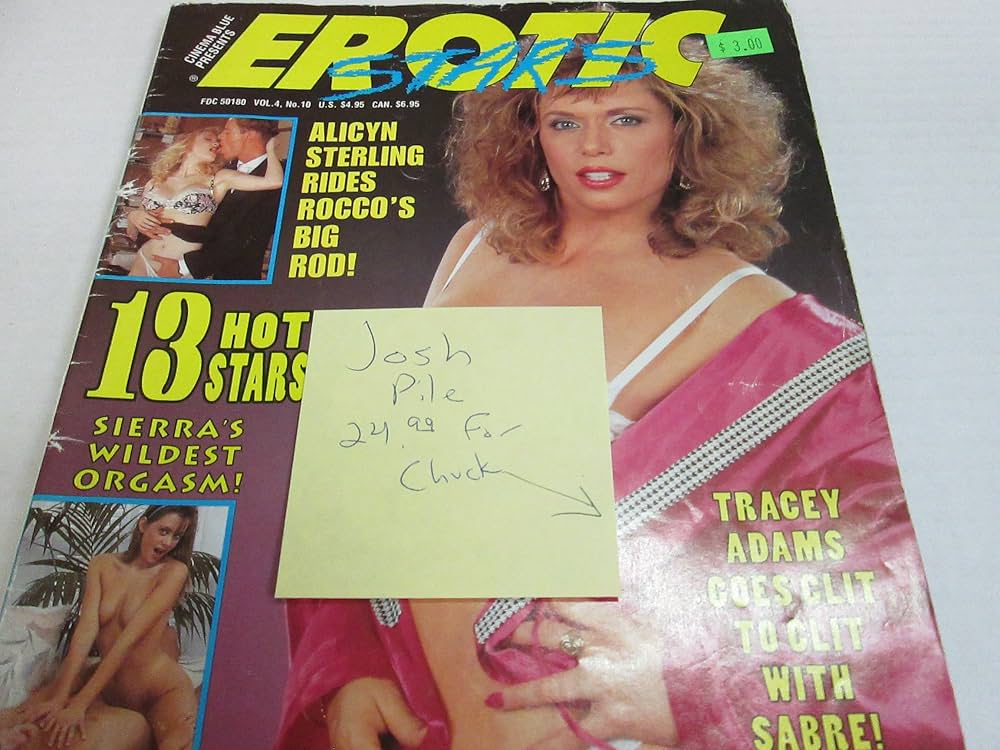 CINEMA BLUE
PRESENTS
EROTIC
STARS
$ 3.00
® FDC 50180 VOL.4, No.10 U.S. $4.95 CAN. $6.95
ALICYN
STERLING
RIDES
ROCCO'S
BIG
ROD!
13 HOT
STARS
SIERRA'S
WILDEST
ORGASM!
Josh
Pile
24.99 For
Chuck
TRACEY
ADAMS
GOES CLIT
TO CLIT
WITH
SABRE!